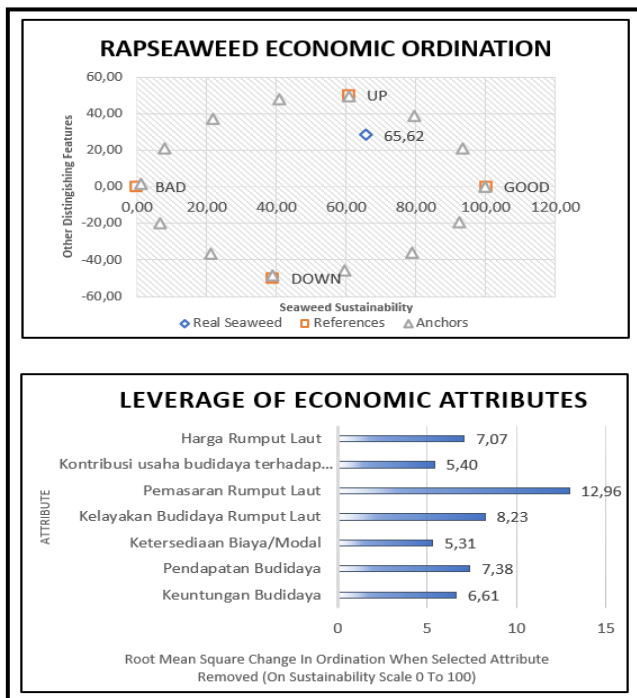 RAPSEAWEED ECONOMIC ORDINATION
60,00
40,00
20,00
0,00
-20,00
-40,00
-60,00
Other Distingishing Features
UP
65,62
BAD
GOOD
DOWN
0,00 20,00 40,00 60,00 80,00 100,00 120,00
Seaweed Sustainability
Real Seaweed References Anchors
LEVERAGE OF ECONOMIC ATTRIBUTES
ATTRIBUTE
Harga Rumput Laut 7,07
Kontribusi usaha budidaya terhadap... 5,40
Pemasaran Rumput Laut 12,96
Kelayakan Budidaya Rumput Laut 8,23
Ketersediaan Biaya/Modal 5,31
Pendapatan Budidaya 7,38
Keuntungan Budidaya 6,61
0 5 10 15
Root Mean Square Change In Ordination When Selected Attribute
Removed (On Sustainability Scale 0 To 100)